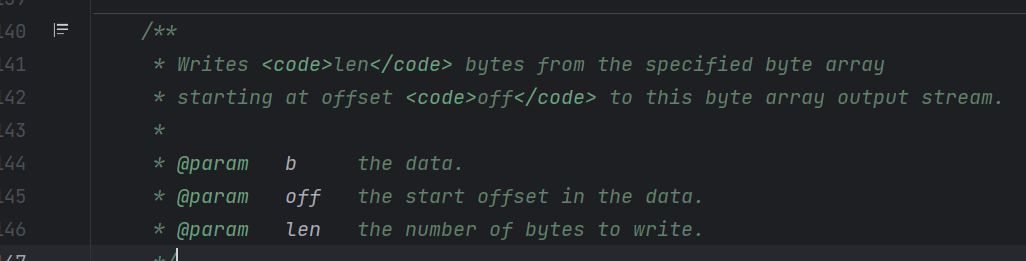 140 /**
141 * Writes <code>len</code> bytes from the specified byte array
142 * starting at offset <code>off</code> to this byte array output stream.
143 *
144 * @param   b     the data.
145 * @param   off   the start offset in the data.
146 * @param   len   the number of bytes to write.
147 */